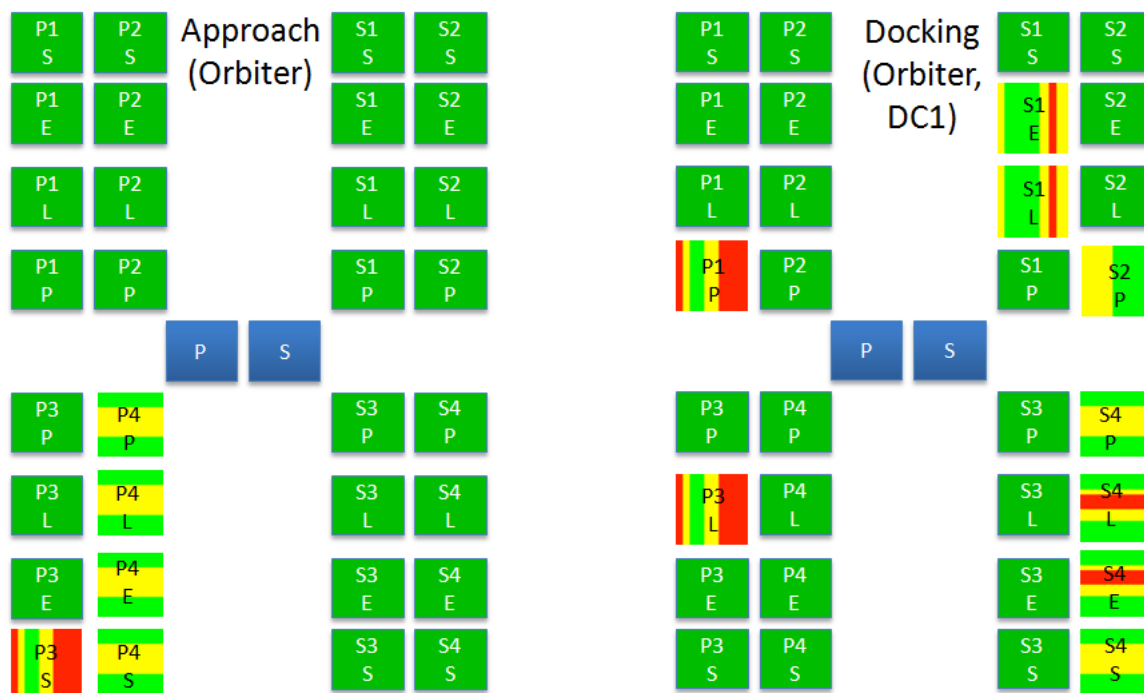 Approach
(Orbiter)
P1
S
P2
S
S1
S
S2
S
P1
E
P2
E
S1
E
S2
E
P1
L
P2
L
S1
L
S2
L
P1
P
P2
P
S1
P
S2
P
P
S
P3
P
P4
P
S3
P
S4
P
P3
L
P4
L
S3
L
S4
L
P3
E
P4
E
S3
E
S4
E
P3
S
P4
S
S3
S
S4
S
Docking
(Orbiter,
DC1)
P1
S
P2
S
S1
S
S2
S
P1
E
P2
E
S1
E
S2
E
P1
L
P2
L
S1
L
S2
L
P1
P
P2
P
S1
P
S2
P
P
S
P3
P
P4
P
S3
P
S4
P
P3
L
P4
L
S3
L
S4
L
P3
E
P4
E
S3
E
S4
E
P3
S
P4
S
S3
S
S4
S